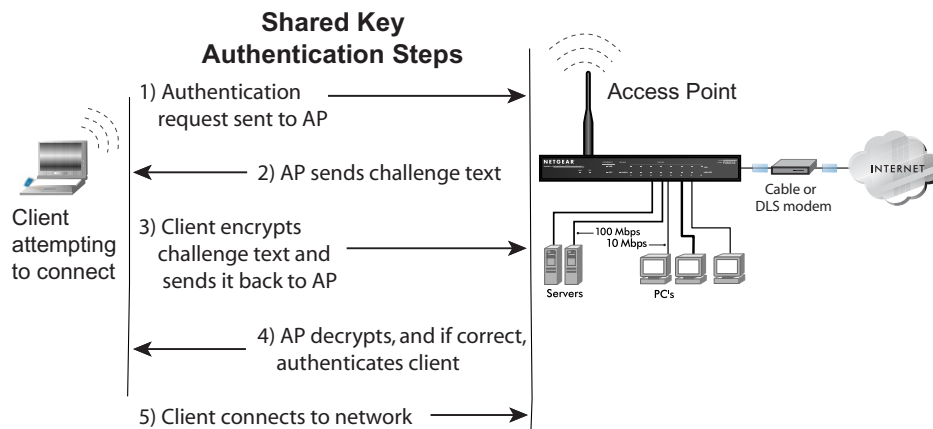 Shared Key
Authentication Steps
1) Authentication
request sent to AP
Access Point
NETGEAR
2) AP sends challenge text
INTERNET
Cable or
DLS modem
Client
attempting
to connect
3) Client encrypts
challenge text and
sends it back to AP
100 Mbps
10 Mbps
Servers
PC's
4) AP decrypts, and if correct,
authenticates client
5) Client connects to network